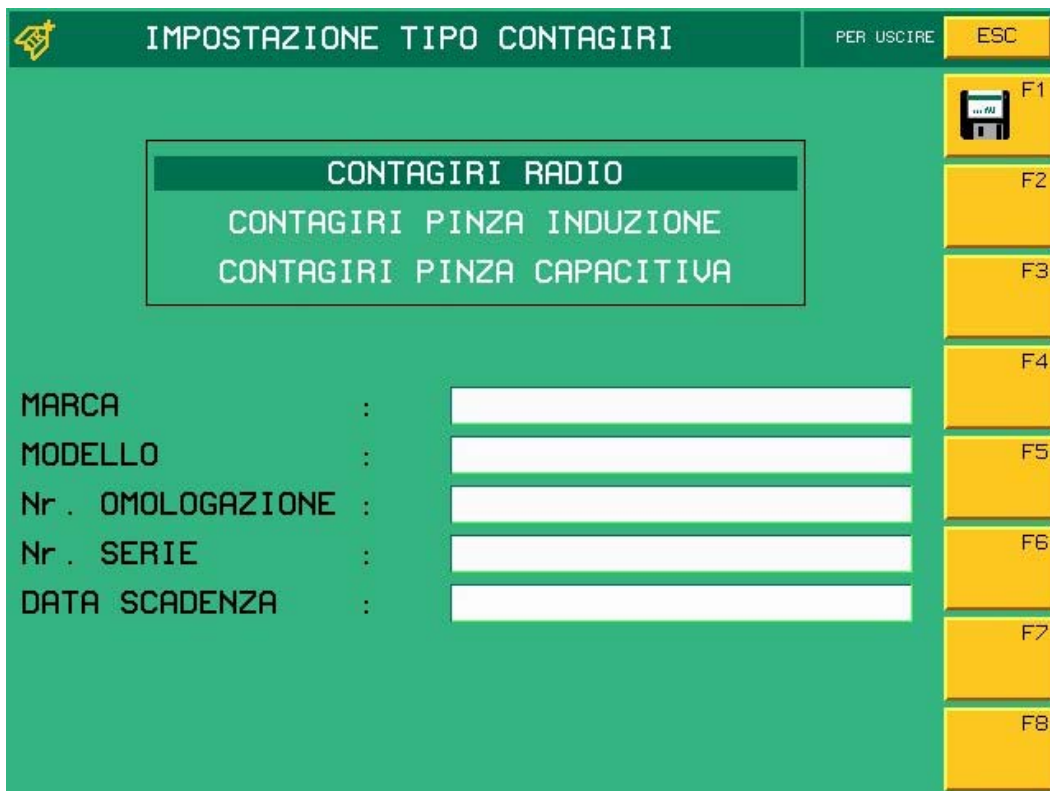 IMPOSTAZIONE TIPO CONTAGIRI
PER USCIRE
ESC
F1
CONTAGIRI RADIO
CONTAGIRI PINZA INDUZIONE
CONTAGIRI PINZA CAPACITIVA
F2
F3
F4
MARCA :
MODELLO :
Nr. OMOLOGAZIONE :
Nr. SERIE :
DATA SCADENZA :
F5
F6
F7
F8